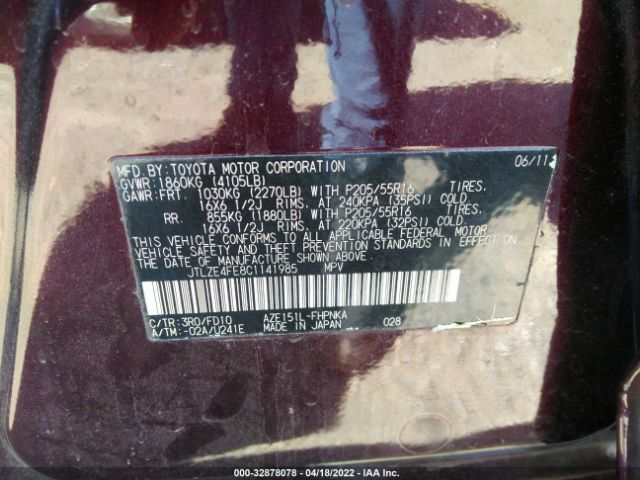 MFD.BY:TOYOTA MOTOR CORPORATION 06/11
GVWR: 1860KG (4105LB)
GAWR: FRT. 1030KG (2270LB) WITH P205/55R16 TIRES.
16X6 1/2J RIMS. AT 240KPA (35PSI) COLD
RR. 855KG (1880LB) WITH P205/55R16 TIRES.
16X6 1/2J RIMS, AT 220KPA (32PSI) COLD
THIS VEHICLE CONFORMS TO ALL APPLICABLE FEDERAL MOTOR
VEHICLE SAFETY AND THEFT PREVENTION STANDARDS IN EFFECT
ON THE DATE OF MANUFACTURE SHOWN ABOVE.
JTLZE4FE8C1141985 MPV
C/TR:3R0/FD10 AZE151L-FHPNKA
A/TM:-02A/U241E MADE IN JAPAN 028
000-32878078 - 04/18/2022 - IAA Inc.